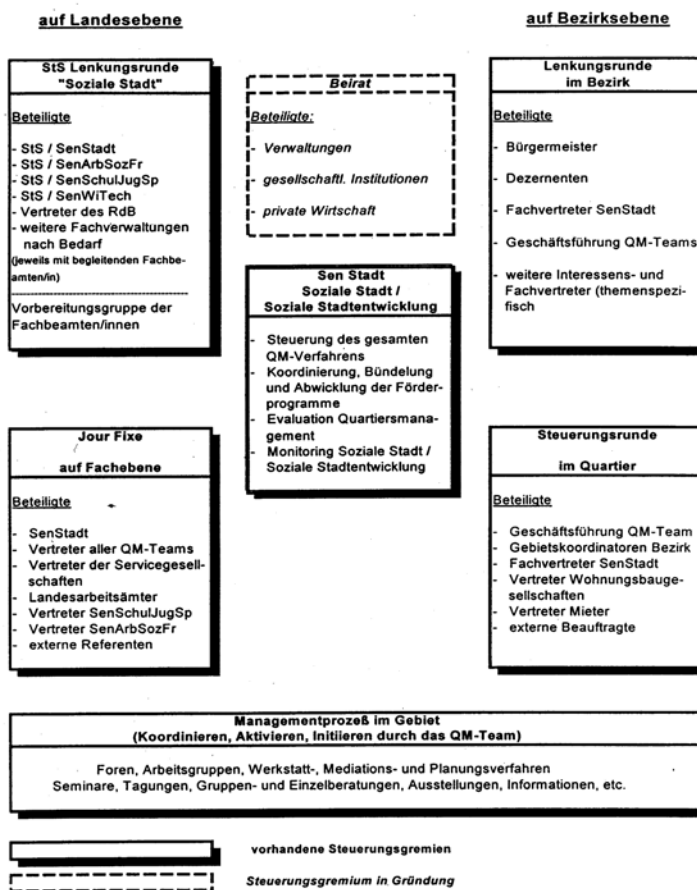 auf Landesebene
auf Bezirksebene
StS Lenkungsrunde
"Soziale Stadt"
Beteiligte
- StS / SenStadt
- StS / SenArbSozFr
- StS / SenSchulJugSp
- StS / SenWiTech
- Vertreter des RdB
- weitere Fachverwaltungen
nach Bedarf
(jeweils mit begleitenden Fachbe-
amten/in)
Vorbereitungsgruppe der
Fachbeamten/innen
Beirat
Beteiligte:
- Verwaltungen
- gesellschaftl. Institutionen
- private Wirtschaft
Lenkungsrunde
im Bezirk
Beteiligte
- Bürgermeister
- Dezernenten
- Fachvertreter SenStadt
- Geschäftsführung QM-Teams
- weitere Interessens- und
Fachvertreter (themenspezi-
fisch
Sen Stadt
Soziale Stadt /
Soziale Stadtentwicklung
- Steuerung des gesamten
QM-Verfahrens
- Koordinierung, Bündelung
und Abwicklung der Förder-
programme
- Evaluation Quartiersmana-
gement
- Monitoring Soziale Stadt /
Soziale Stadtentwicklung
Jour Fixe
auf Fachebene
Beteiligte
- SenStadt
- Vertreter aller QM-Teams
- Vertreter der Servicegesell-
schaften
- Landesarbeitsämter
- Vertreter SenSchulJugSp
- Vertreter SenArbSozFr
- externe Referenten
Steuerungsrunde
im Quartier
Beteiligte
- Geschäftsführung QM-Team
- Gebietskoordinatoren Bezirk
- Fachvertreter SenStadt
- Vertreter Wohnungsbauge-
sellschaften
- Vertreter Mieter
- externe Beauftragte
Managementprozeß im Gebiet
(Koordinieren, Aktivieren, Initiieren durch das QM-Team)
Foren, Arbeitsgruppen, Werkstatt-, Mediations- und Planungsverfahren
Seminare, Tagungen, Gruppen- und Einzelberatungen, Ausstellungen, Informationen, etc.
vorhandene Steuerungsgremien
Steuerungsgremium in Gründung